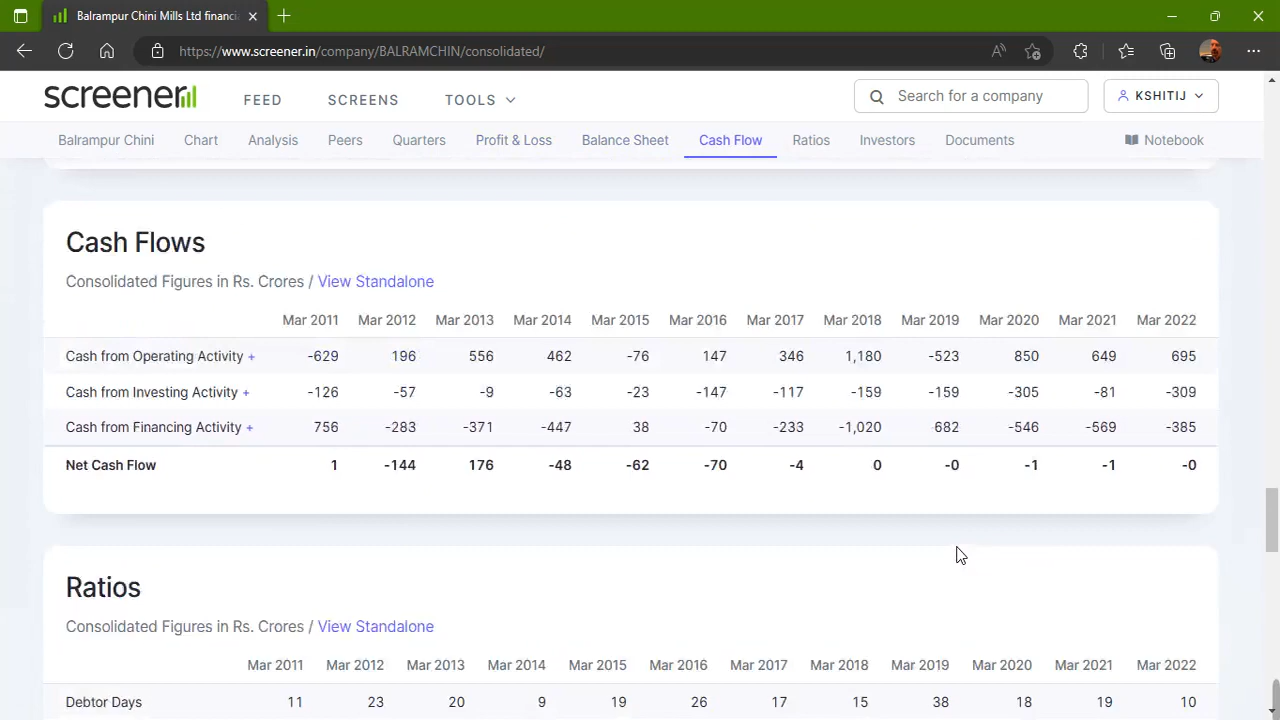 Balrampur Chini Mills Ltd financi
https://www.screener.in/company/BALRAMCHIN/consolidated/
screener FEED SCREENS TOOLS Search for a company KSHITIJ
Balrampur Chini Chart Analysis Peers Quarters Profit & Loss Balance Sheet Cash Flow Ratios Investors Documents Notebook
Cash Flows
Consolidated Figures in Rs. Crores / View Standalone
Mar 2011 Mar 2012 Mar 2013 Mar 2014 Mar 2015 Mar 2016 Mar 2017 Mar 2018 Mar 2019 Mar 2020 Mar 2021 Mar 2022
Cash from Operating Activity + -629 196 556 462 -76 147 346 1,180 -523 850 649 695
Cash from Investing Activity + -126 -57 -9 -63 -23 -147 -117 -159 -159 -305 -81 -309
Cash from Financing Activity + 756 -283 -371 -447 38 -70 -233 -1,020 682 -546 -569 -385
Net Cash Flow 1 -144 176 -48 -62 -70 -4 0 -0 -1 -1 -0
Ratios
Consolidated Figures in Rs. Crores / View Standalone
Mar 2011 Mar 2012 Mar 2013 Mar 2014 Mar 2015 Mar 2016 Mar 2017 Mar 2018 Mar 2019 Mar 2020 Mar 2021 Mar 2022
Debtor Days 11 23 20 9 19 26 17 15 38 18 19 10